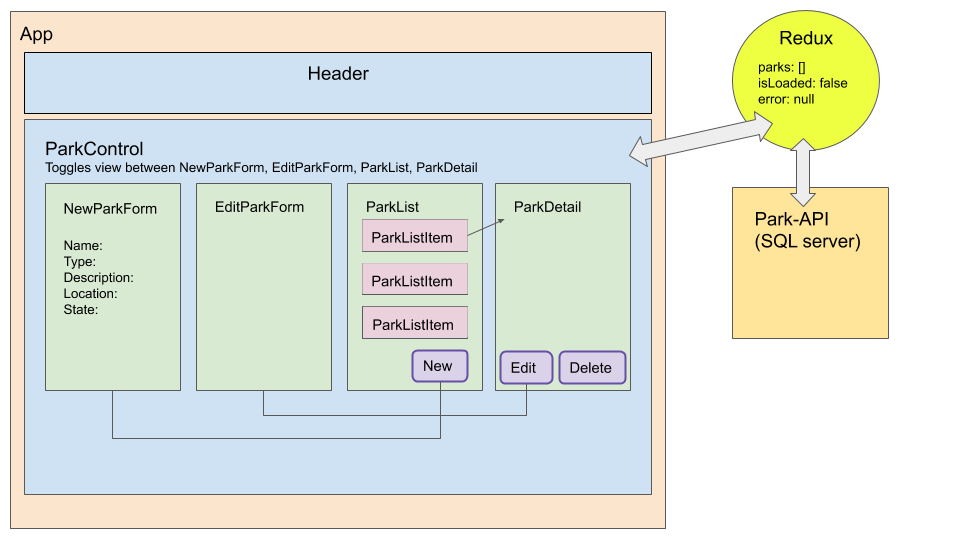 App
Header
ParkControl
Toggles view between NewParkForm, EditParkForm, ParkList, ParkDetail
NewParkForm
Name:
Type:
Description:
Location:
State:
EditParkForm
ParkList
ParkListItem
ParkListItem
ParkListItem
New
ParkDetail
Edit
Delete
Redux
parks: []
isLoaded: false
error: null
Park-API
(SQL server)